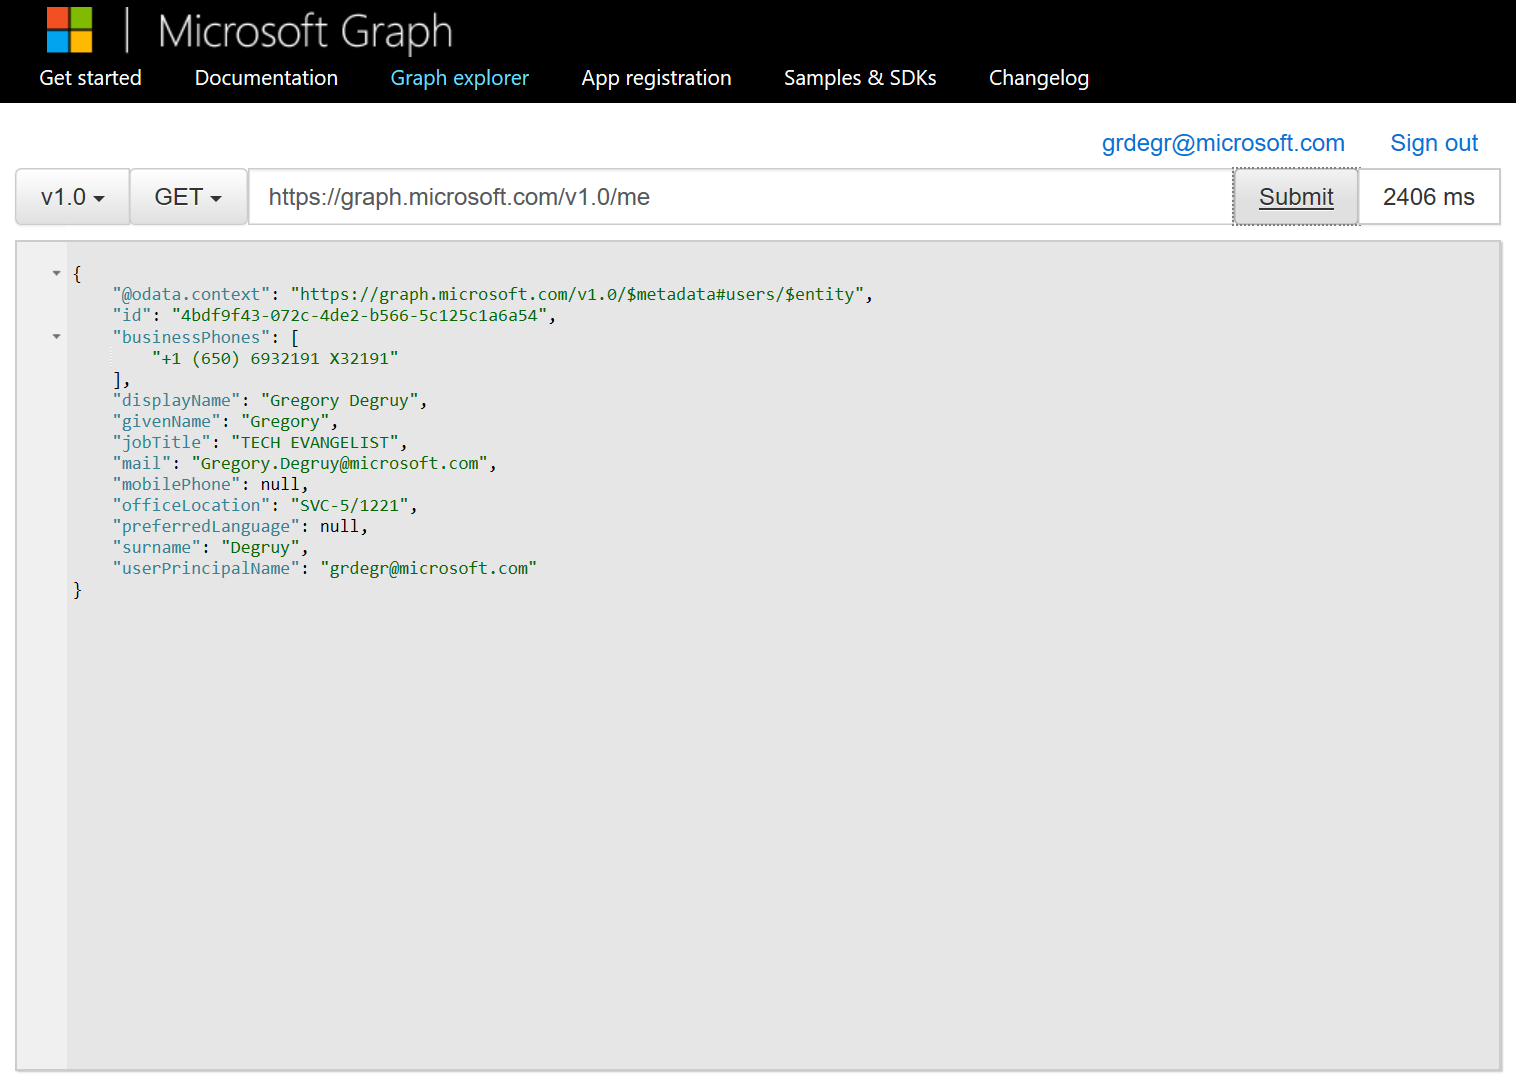 Microsoft Graph
Get started Documentation Graph explorer App registration Samples & SDKs Changelog
grdegr@microsoft.com Sign out
v1.0 GET https://graph.microsoft.com/v1.0/me Submit 2406 ms
{
"@odata.context": "https://graph.microsoft.com/v1.0/$metadata#users/$entity",
"id": "4bdf9f43-072c-4de2-b566-5c125c1a6a54",
"businessPhones": [
"+1 (650) 6932191 X32191"
],
"displayName": "Gregory Degruy",
"givenName": "Gregory",
"jobTitle": "TECH EVANGELIST",
"mail": "Gregory.Degruy@microsoft.com",
"mobilePhone": null,
"officeLocation": "SVC-5/1221",
"preferredLanguage": null,
"surname": "Degruy",
"userPrincipalName": "grdegr@microsoft.com"
}